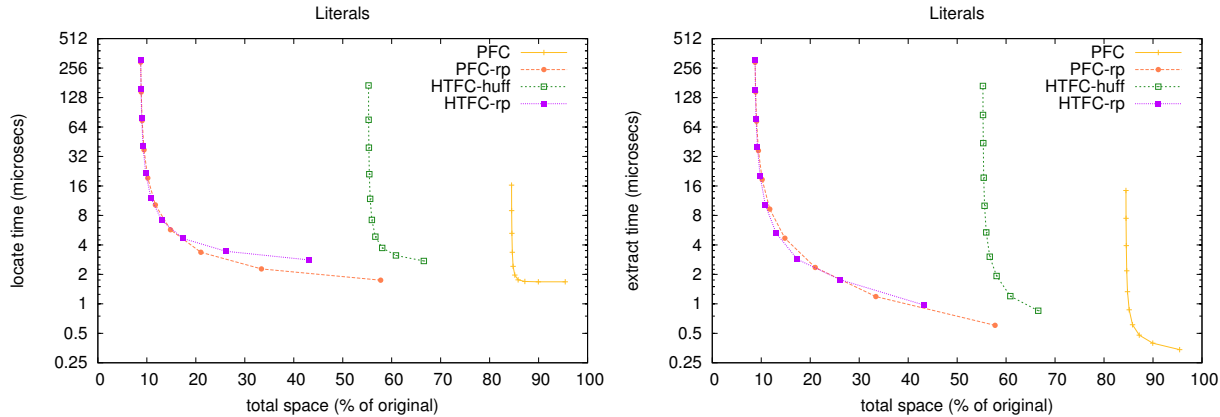 Literals
512
256
128
64
32
16
8
4
2
1
0.5
0.25
locate time (microsecs)
0 10 20 30 40 50 60 70 80 90 100
total space (% of original)
PFC
PFC-rp
HTFC-huff
HTFC-rp
Literals
512
256
128
64
32
16
8
4
2
1
0.5
0.25
extract time (microsecs)
0 10 20 30 40 50 60 70 80 90 100
total space (% of original)
PFC
PFC-rp
HTFC-huff
HTFC-rp